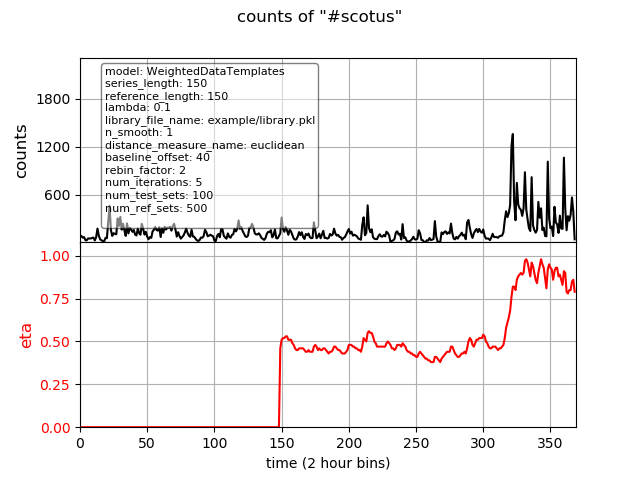 counts of "#scotus"
model: WeightedDataTemplates
series_length: 150
reference_length: 150
lambda: 0.1
library_file_name: example/library.pkl
n_smooth: 1
distance_measure_name: euclidean
baseline_offset: 40
rebin_factor: 2
num_iterations: 5
num_test_sets: 100
num_ref_sets: 500
counts
1800
1200
600
eta
1.00
0.75
0.50
0.25
0.00
0 50 100 150 200 250 300 350
time (2 hour bins)